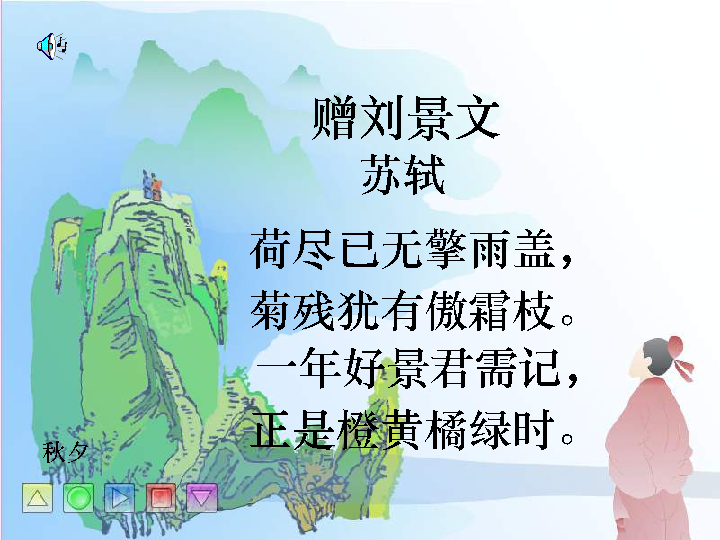 赠刘景文
苏轼
荷尽已无擎雨盖，
菊残犹有傲霜枝。
一年好景君需记，
正是橙黄橘绿时。
秋夕